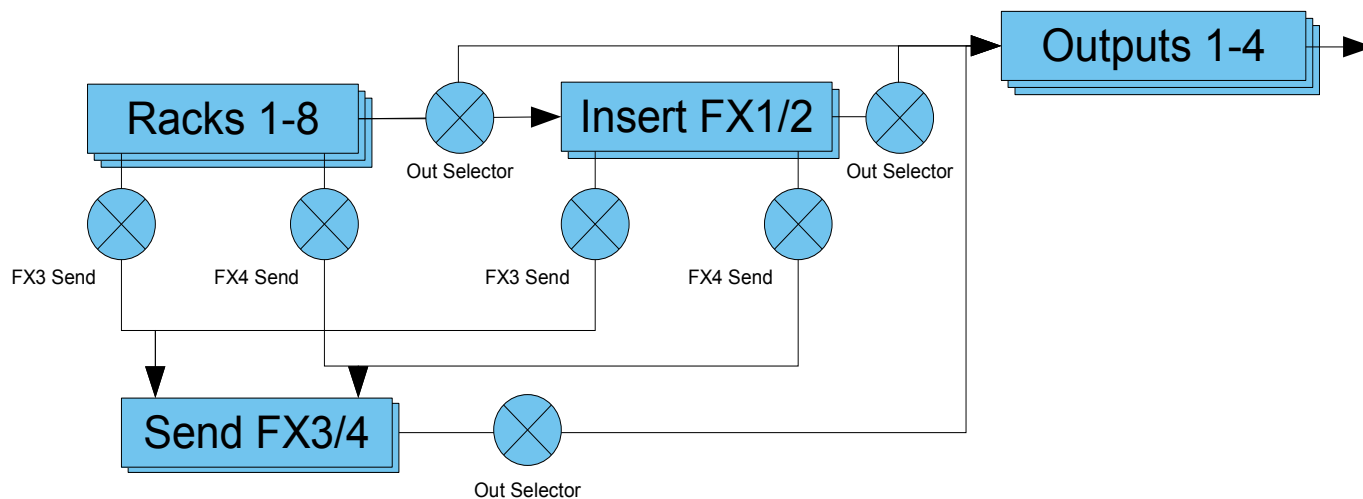 Outputs 1-4
Racks 1-8
Insert FX1/2
Out Selector
Out Selector
FX3 Send
FX4 Send
FX3 Send
FX4 Send
Send FX3/4
Out Selector